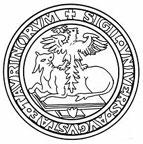 ✠ SIGIL · VNIVERS · AVGVSTAE · TAVRINORVM